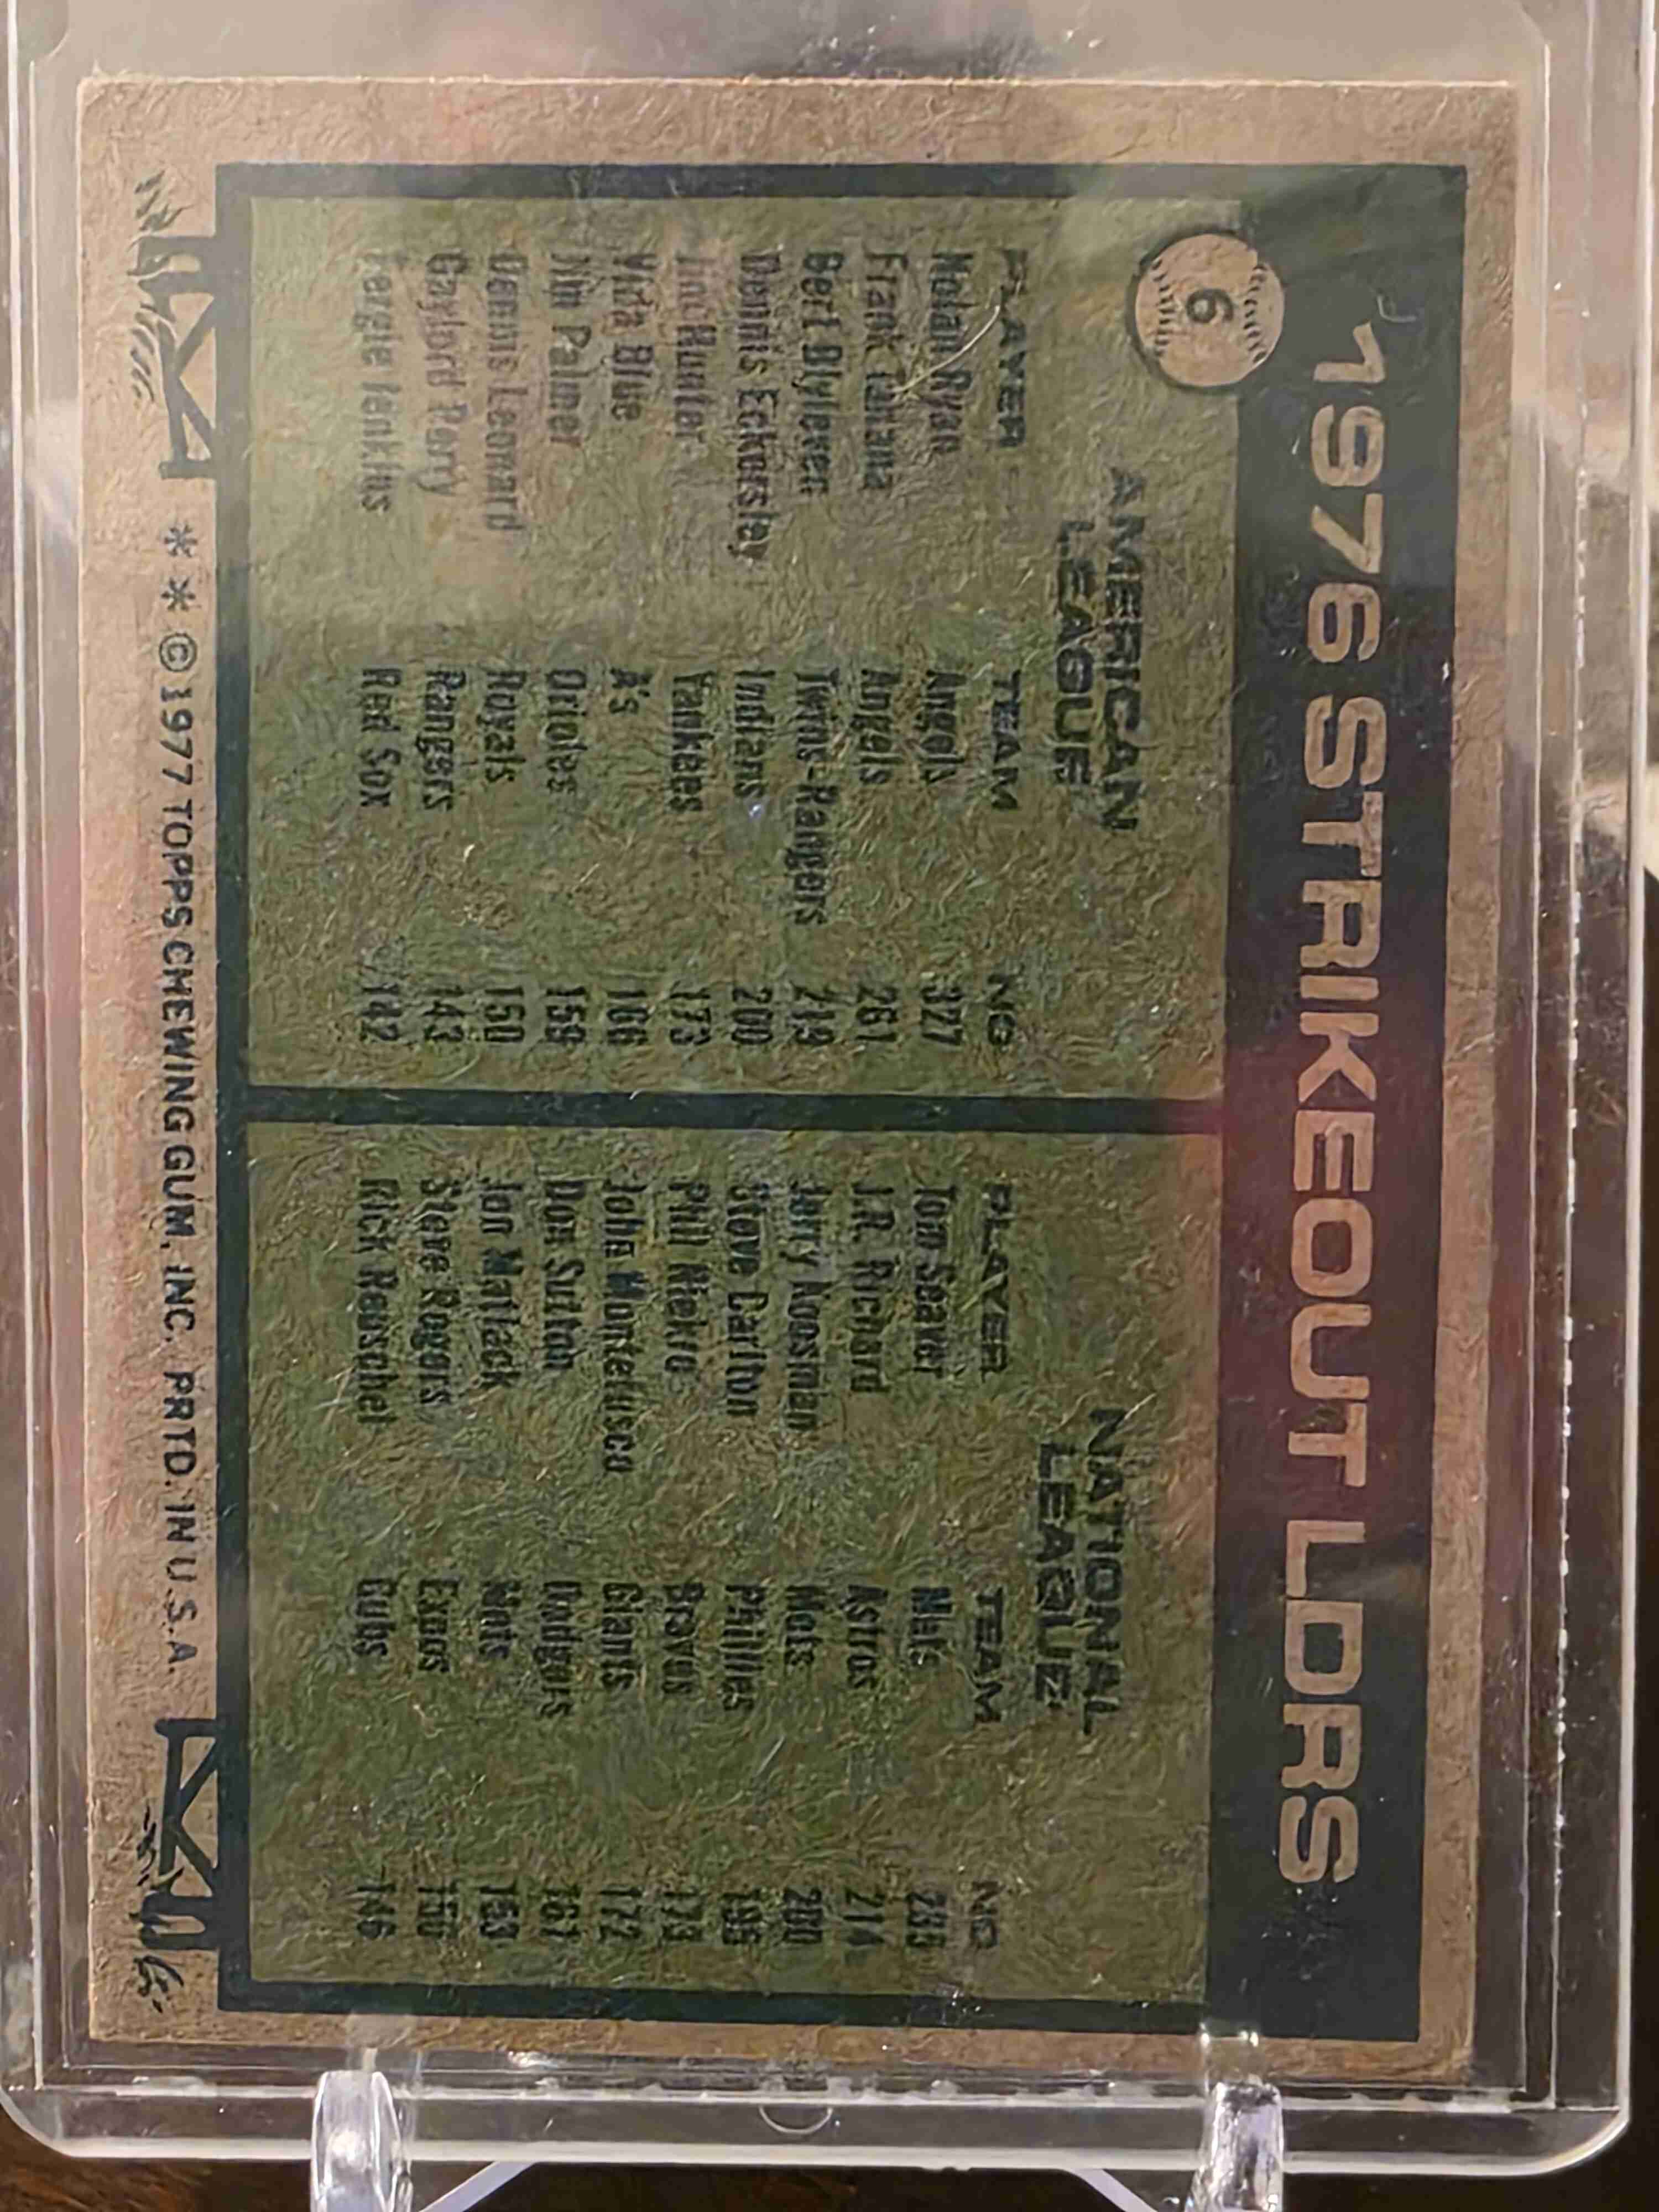 1976 STRIKEOUT LDRS
6
AMERICAN
LEAGUE
PLAYER TEAM NO
Nolan Ryan Angels 327
Frank Tanana Angels 261
Bert Blyleven Twins-Rangers 219
Dennis Eckersley Indians 200
Jim Hunter Yankees 173
Vida Blue A's 166
Jim Palmer Orioles 159
Dennis Leonard Royals 150
Gaylord Perry Rangers 143
Fergie Jenkins Red Sox 142
NATIONAL
LEAGUE
PLAYER TEAM NO
Tom Seaver Mets 235
J.R. Richard Astros 214
Jerry Koosman Mets 200
Steve Carlton Phillies 195
Phil Niekro Braves 173
John Montefusco Giants 172
Don Sutton Dodgers 161
Jon Matlack Mets 153
Steve Rogers Expos 150
Rick Reuschel Cubs 146
* * © 1977 TOPPS CHEWING GUM, INC. PRTD. IN U.S.A.